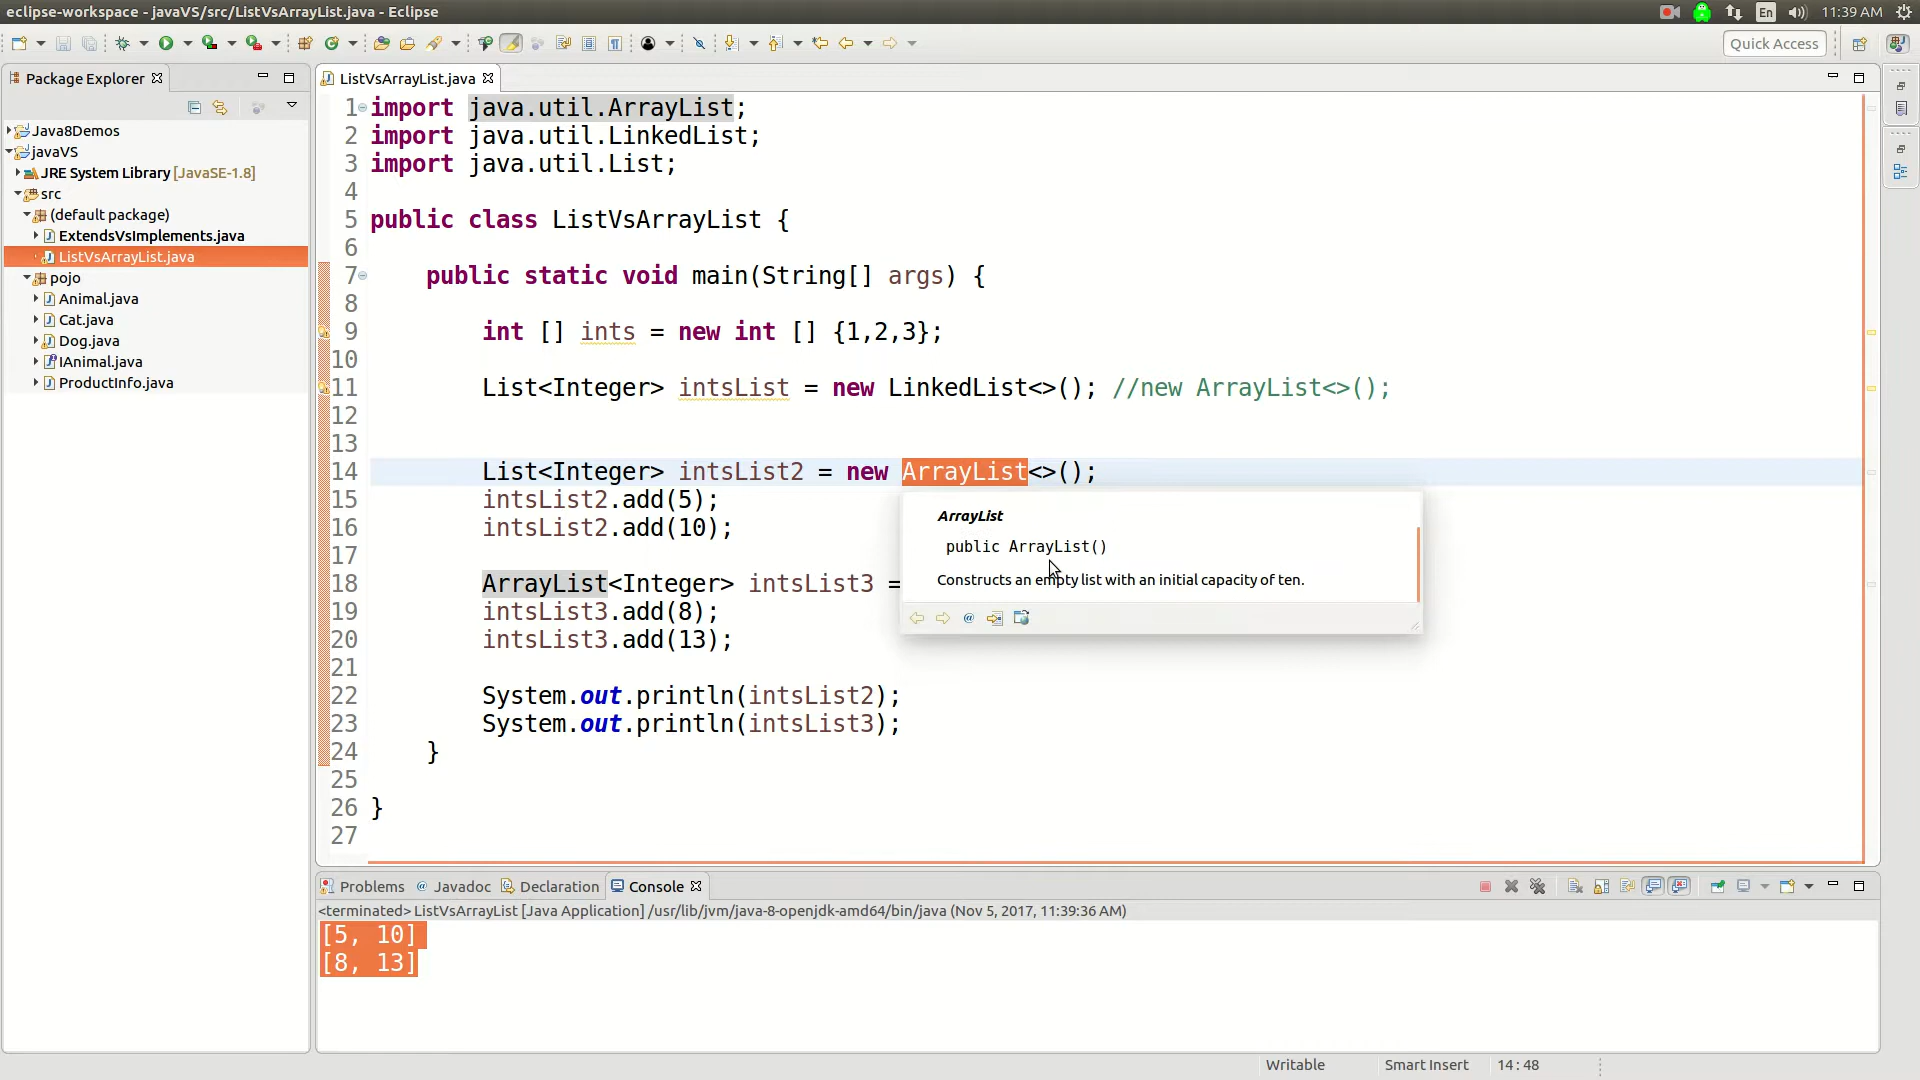 eclipse-workspace - javaVS/src/ListVsArrayList.java - Eclipse
En
11:39 AM
Quick Access
Package Explorer
ListVsArrayList.java
Java8Demos
javaVS
JRE System Library [JavaSE-1.8]
src
(default package)
ExtendsVsImplements.java
ListVsArrayList.java
pojo
Animal.java
Cat.java
Dog.java
IAnimal.java
ProductInfo.java
1 import java.util.ArrayList;
2 import java.util.LinkedList;
3 import java.util.List;
4
5 public class ListVsArrayList {
6
7 public static void main(String[] args) {
8
9 int [] ints = new int [] {1,2,3};
10
11 List<Integer> intsList = new LinkedList<>(); //new ArrayList<>();
12
13
14 List<Integer> intsList2 = new ArrayList<>();
15 intsList2.add(5);
16 intsList2.add(10);
17
18 ArrayList<Integer> intsList3 =
19 intsList3.add(8);
20 intsList3.add(13);
21
22 System.out.println(intsList2);
23 System.out.println(intsList3);
24 }
25
26 }
27
ArrayList
public ArrayList()
Constructs an empty list with an initial capacity of ten.
@
Problems @ Javadoc Declaration Console
<terminated> ListVsArrayList [Java Application] /usr/lib/jvm/java-8-openjdk-amd64/bin/java (Nov 5, 2017, 11:39:36 AM)
[5, 10]
[8, 13]
Writable
Smart Insert
14 : 48